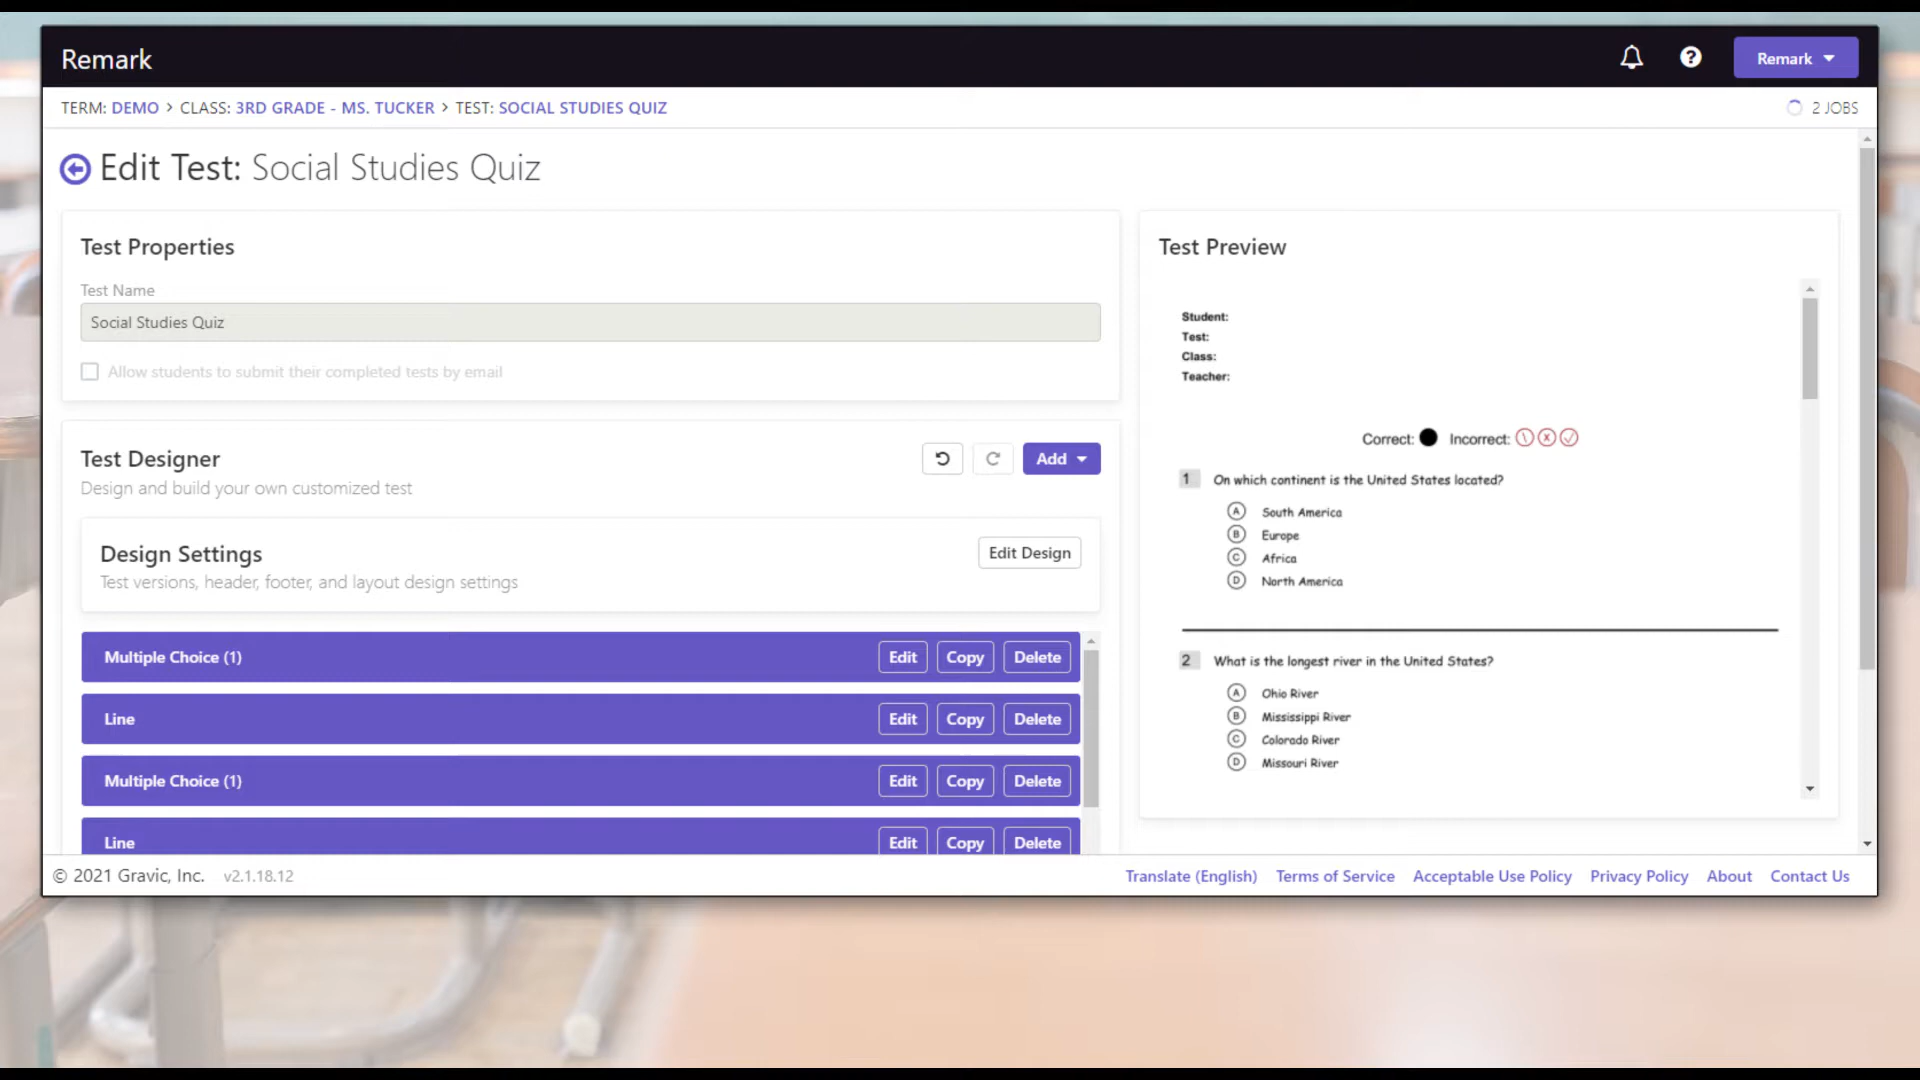 Remark
Remark
TERM: DEMO > CLASS: 3RD GRADE - MS. TUCKER > TEST: SOCIAL STUDIES QUIZ
2 JOBS
Edit Test: Social Studies Quiz
Test Properties
Test Name
Social Studies Quiz
Allow students to submit their completed tests by email
Test Designer
Add
Design and build your own customized test
Design Settings
Edit Design
Test versions, header, footer, and layout design settings
Multiple Choice (1) Edit Copy Delete
Line Edit Copy Delete
Multiple Choice (1) Edit Copy Delete
Line Edit Copy Delete
Test Preview
Student:
Test:
Class:
Teacher:
Correct: Incorrect:
1 On which continent is the United States located?
A South America
B Europe
C Africa
D North America
2 What is the longest river in the United States?
A Ohio River
B Mississippi River
C Colorado River
D Missouri River
© 2021 Gravic, Inc. v2.1.18.12
Translate (English) Terms of Service Acceptable Use Policy Privacy Policy About Contact Us